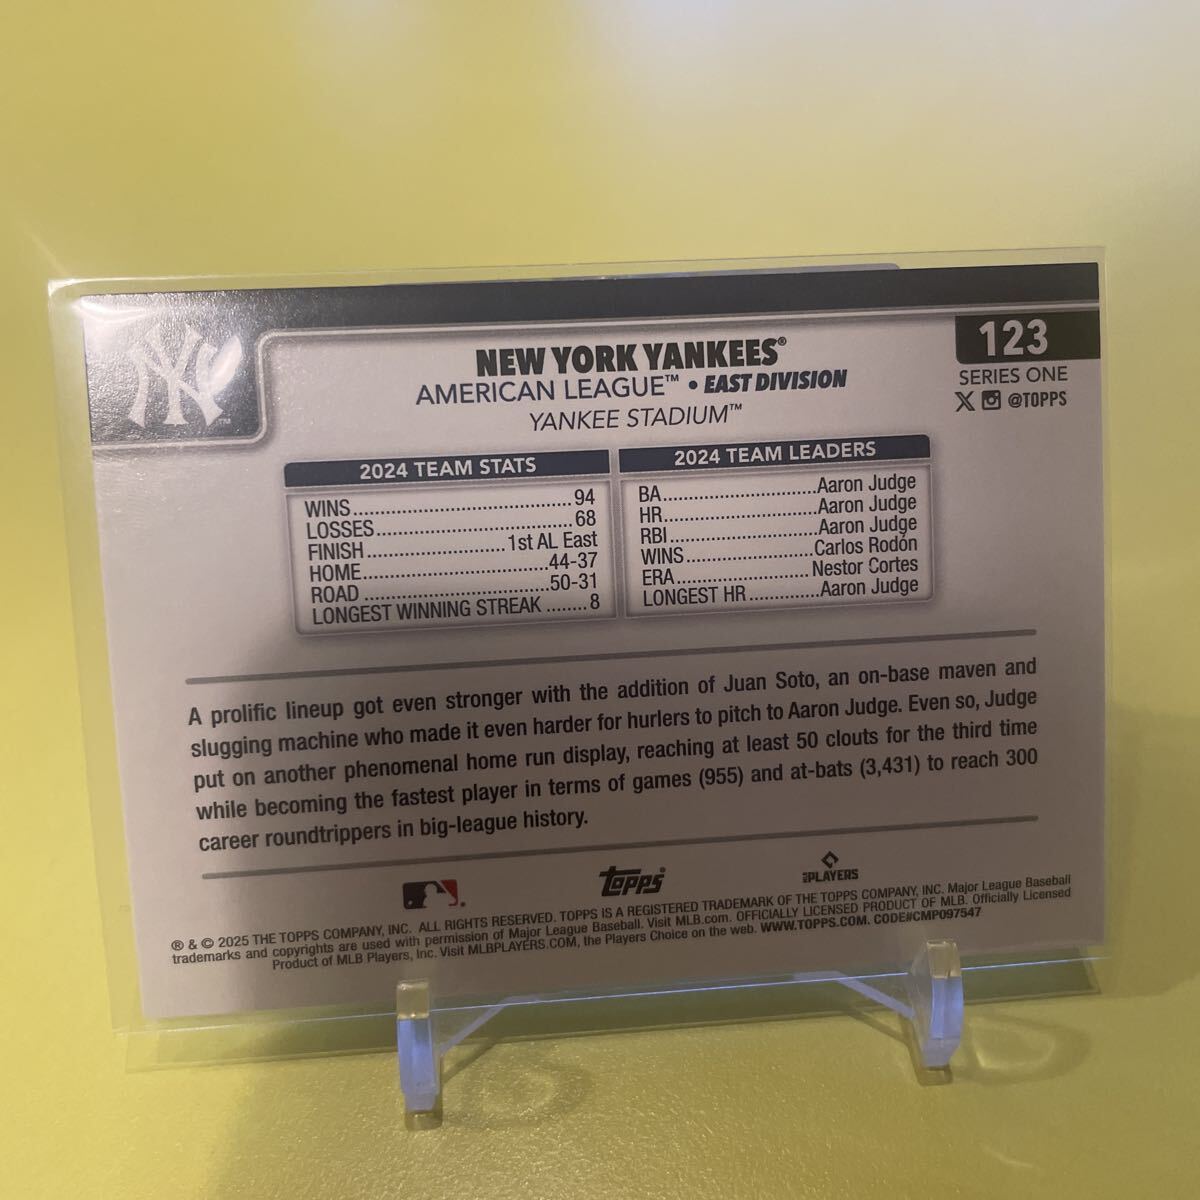 NY
NEW YORK YANKEES®
AMERICAN LEAGUE™ • EAST DIVISION
YANKEE STADIUM™
123
SERIES ONE
X @TOPPS
2024 TEAM STATS
WINS..............................94
LOSSES...........................68
FINISH....................1st AL East
HOME.........................44-37
ROAD..........................50-31
LONGEST WINNING STREAK........8
2024 TEAM LEADERS
BA......................Aaron Judge
HR......................Aaron Judge
RBI.....................Aaron Judge
WINS.................Carlos Rodón
ERA..................Nestor Cortes
LONGEST HR............Aaron Judge
A prolific lineup got even stronger with the addition of Juan Soto, an on-base maven and
slugging machine who made it even harder for hurlers to pitch to Aaron Judge. Even so, Judge
put on another phenomenal home run display, reaching at least 50 clouts for the third time
while becoming the fastest player in terms of games (955) and at-bats (3,431) to reach 300
career roundtrippers in big-league history.
Topps
PLAYERS
® & © 2025 THE TOPPS COMPANY, INC. ALL RIGHTS RESERVED. TOPPS IS A REGISTERED TRADEMARK OF THE TOPPS COMPANY, INC. Major League Baseball
trademarks and copyrights are used with permission of Major League Baseball. Visit MLB.com. OFFICIALLY LICENSED PRODUCT OF MLB. Officially Licensed
Product of MLB Players, Inc. Visit MLBPLAYERS.COM, the Players Choice on the web. WWW.TOPPS.COM. CODE#CMP097547